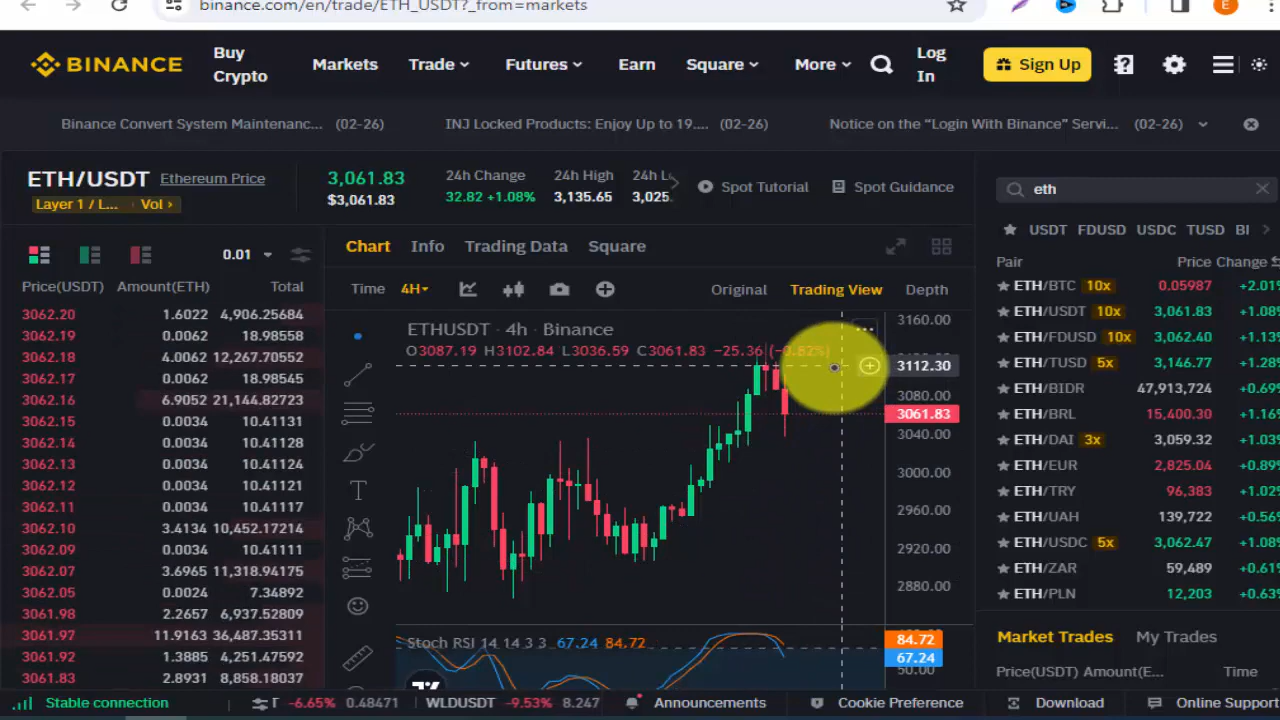 binance.com/en/trade/ETH_USDT?_from=markets
E
BINANCE
Buy Crypto
Markets
Trade
Futures
Earn
Square
More
Log In
Sign Up
Binance Convert System Maintenanc... (02-26)
INJ Locked Products: Enjoy Up to 19.... (02-26)
Notice on the “Login With Binance” Servi... (02-26)
ETH/USDT Ethereum Price
Layer 1 / L... Vol ›
3,061.83
$3,061.83
24h Change
32.82 +1.08%
24h High
3,135.65
24h L
3,025.
Spot Tutorial
Spot Guidance
eth
USDT FDUSD USDC TUSD BI
0.01
Price(USDT) Amount(ETH) Total
3062.20 1.6022 4,906.25684
3062.19 0.0062 18.98558
3062.18 4.0062 12,267.70552
3062.17 0.0062 18.98545
3062.16 6.9052 21,144.82723
3062.15 0.0034 10.41131
3062.14 0.0034 10.41128
3062.13 0.0034 10.41124
3062.12 0.0034 10.41121
3062.11 0.0034 10.41117
3062.10 3.4134 10,452.17214
3062.09 0.0034 10.41111
3062.07 3.6965 11,318.94175
3062.05 0.0024 7.34892
3061.98 2.2657 6,937.52809
3061.97 11.9163 36,487.35311
3061.92 1.3885 4,251.47592
3061.83 2.8931 8,858.18037
Chart Info Trading Data Square
Time 4H
Original Trading View Depth
ETHUSDT · 4h · Binance
O3087.19 H3102.84 L3036.59 C3061.83 −25.36 (−0.82%)
3160.00
3112.30
3080.00
3061.83
3040.00
3000.00
2960.00
2920.00
2880.00
Stoch RSI 14 14 3 3 67.24 84.72
84.72
67.24
50.00
Pair Price Change
ETH/BTC 10x 0.05987 +2.01%
ETH/USDT 10x 3,061.83 +1.08%
ETH/FDUSD 10x 3,062.40 +1.13%
ETH/TUSD 5x 3,146.77 +1.28%
ETH/BIDR 47,913,724 +0.69%
ETH/BRL 15,400.30 +1.16%
ETH/DAI 3x 3,059.32 +1.03%
ETH/EUR 2,825.04 +0.89%
ETH/TRY 96,383 +1.02%
ETH/UAH 139,722 +0.56%
ETH/USDC 5x 3,062.47 +1.08%
ETH/ZAR 59,489 +0.61%
ETH/PLN 12,203 +0.63%
Market Trades My Trades
Price(USDT) Amount(E... Time
Stable connection
T -6.65% 0.48471
WLDUSDT -9.53% 8.247
Announcements
Cookie Preference
Download
Online Support